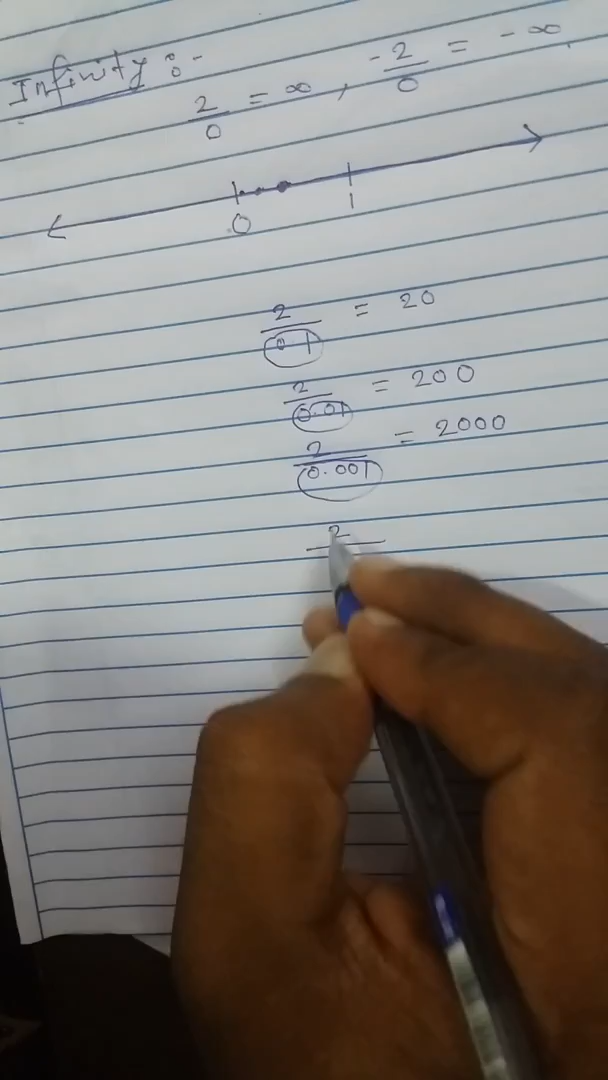 Infinity :-
2/0 = ∞, -2/0 = -∞
0 1
2/0.1 = 20
2/0.01 = 200
2/0.001 = 2000
2